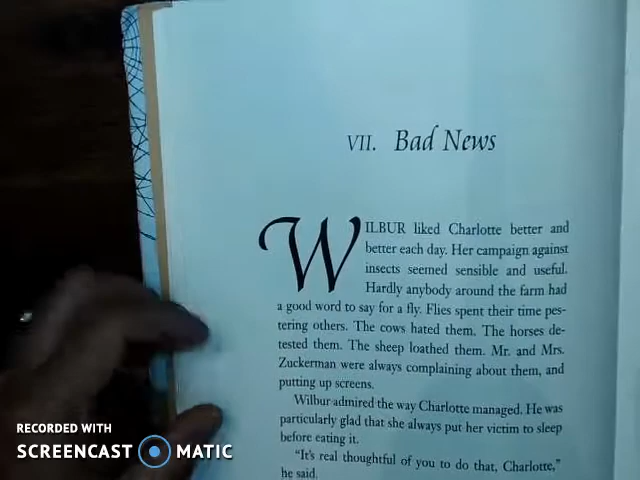 VII. Bad News
WILBUR liked Charlotte better and
better each day. Her campaign against
insects seemed sensible and useful.
Hardly anybody around the farm had
a good word to say for a fly. Flies spent their time pes-
tering others. The cows hated them. The horses de-
tested them. The sheep loathed them. Mr. and Mrs.
Zuckerman were always complaining about them, and
putting up screens.
Wilbur admired the way Charlotte managed. He was
particularly glad that she always put her victim to sleep
before eating it.
"It's real thoughtful of you to do that, Charlotte,"
he said.
RECORDED WITH
SCREENCAST MATIC